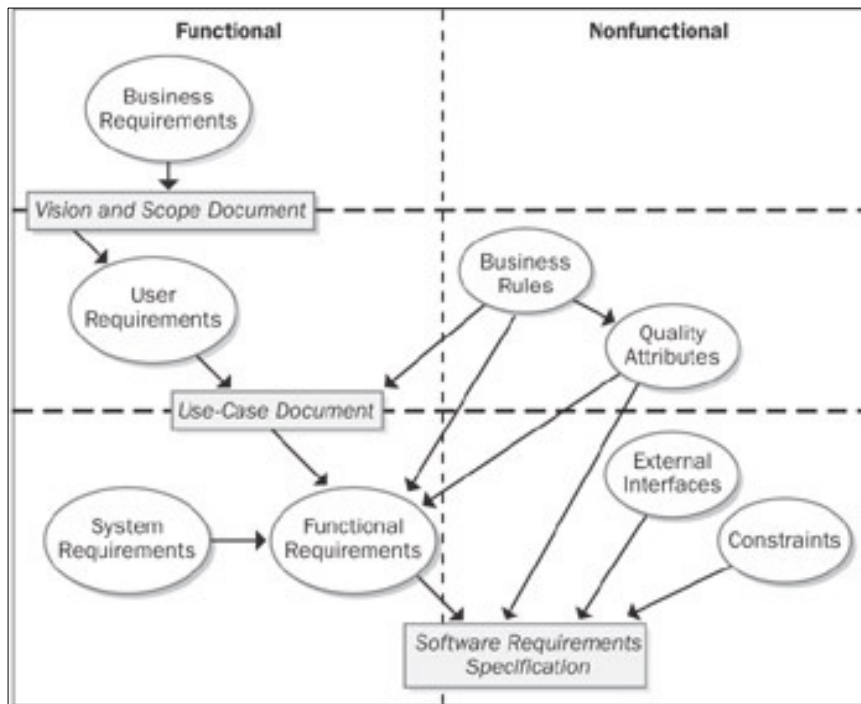 Functional
Nonfunctional
Business
Requirements
Vision and Scope Document
User
Requirements
Business
Rules
Quality
Attributes
Use-Case Document
External
Interfaces
System
Requirements
Functional
Requirements
Constraints
Software Requirements
Specification